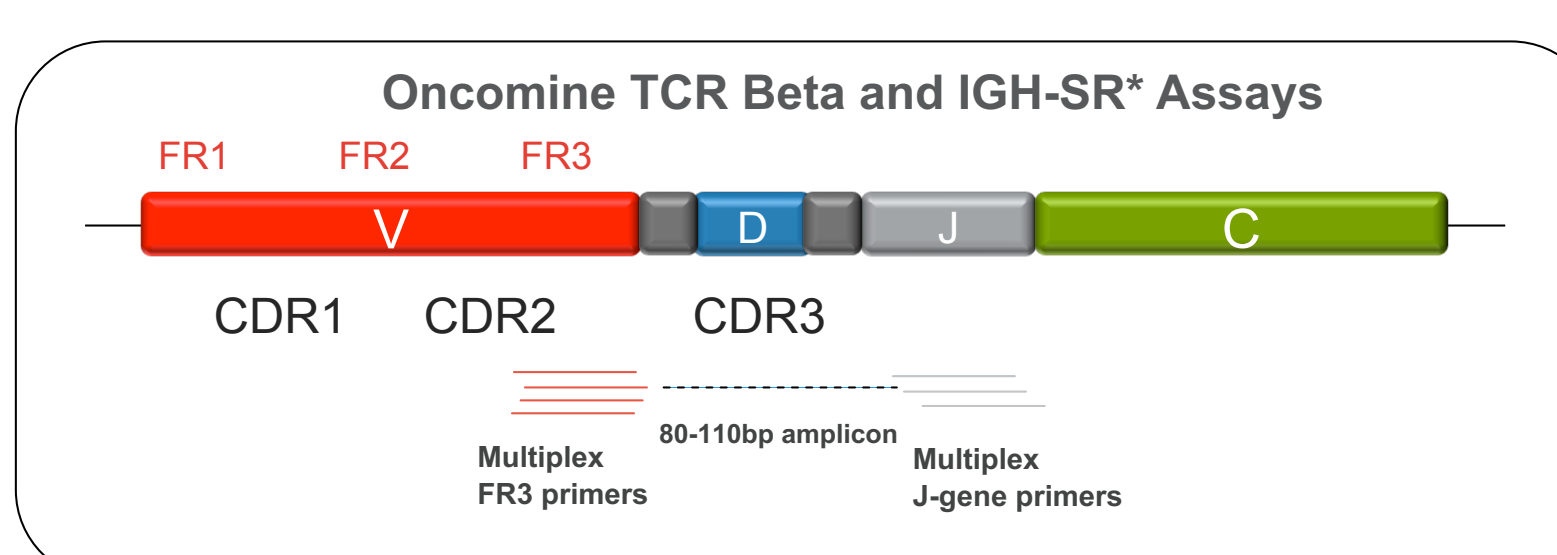 Oncomine TCR Beta and IGH-SR* Assays
FR1 FR2 FR3
V D J C
CDR1 CDR2 CDR3
80-110bp amplicon
Multiplex
FR3 primers
Multiplex
J-gene primers